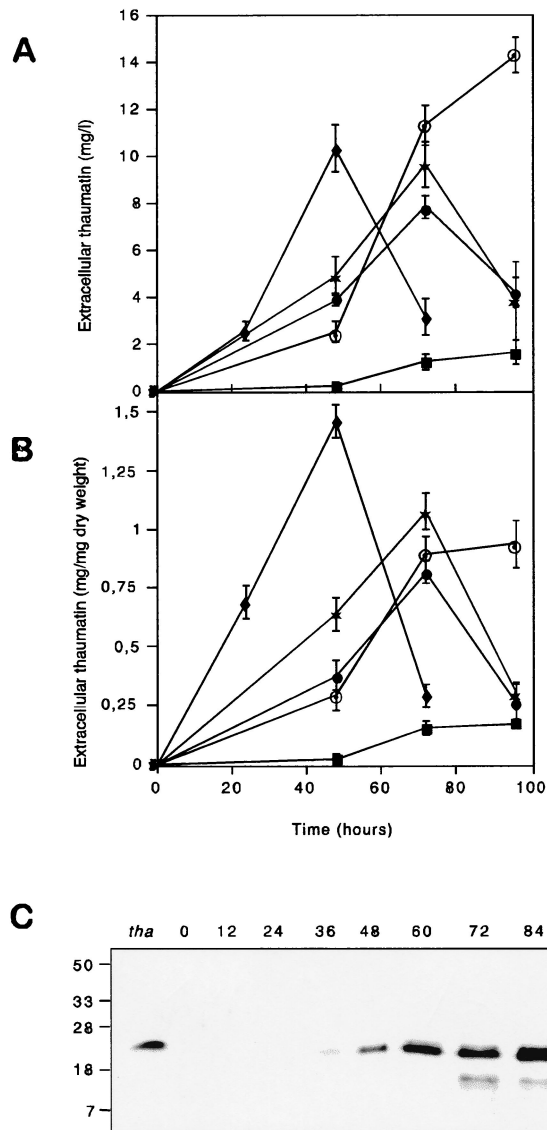 A
Extracellular thaumatin (mg/l)
16
14
12
10
8
6
4
2
0
B
Extracellular thaumatin (mg/mg dry weight)
1,5
1,25
1
0,75
0,5
0,25
0
0 20 40 60 80 100
Time (hours)
C
tha 0 12 24 36 48 60 72 84
50
33
28
18
7